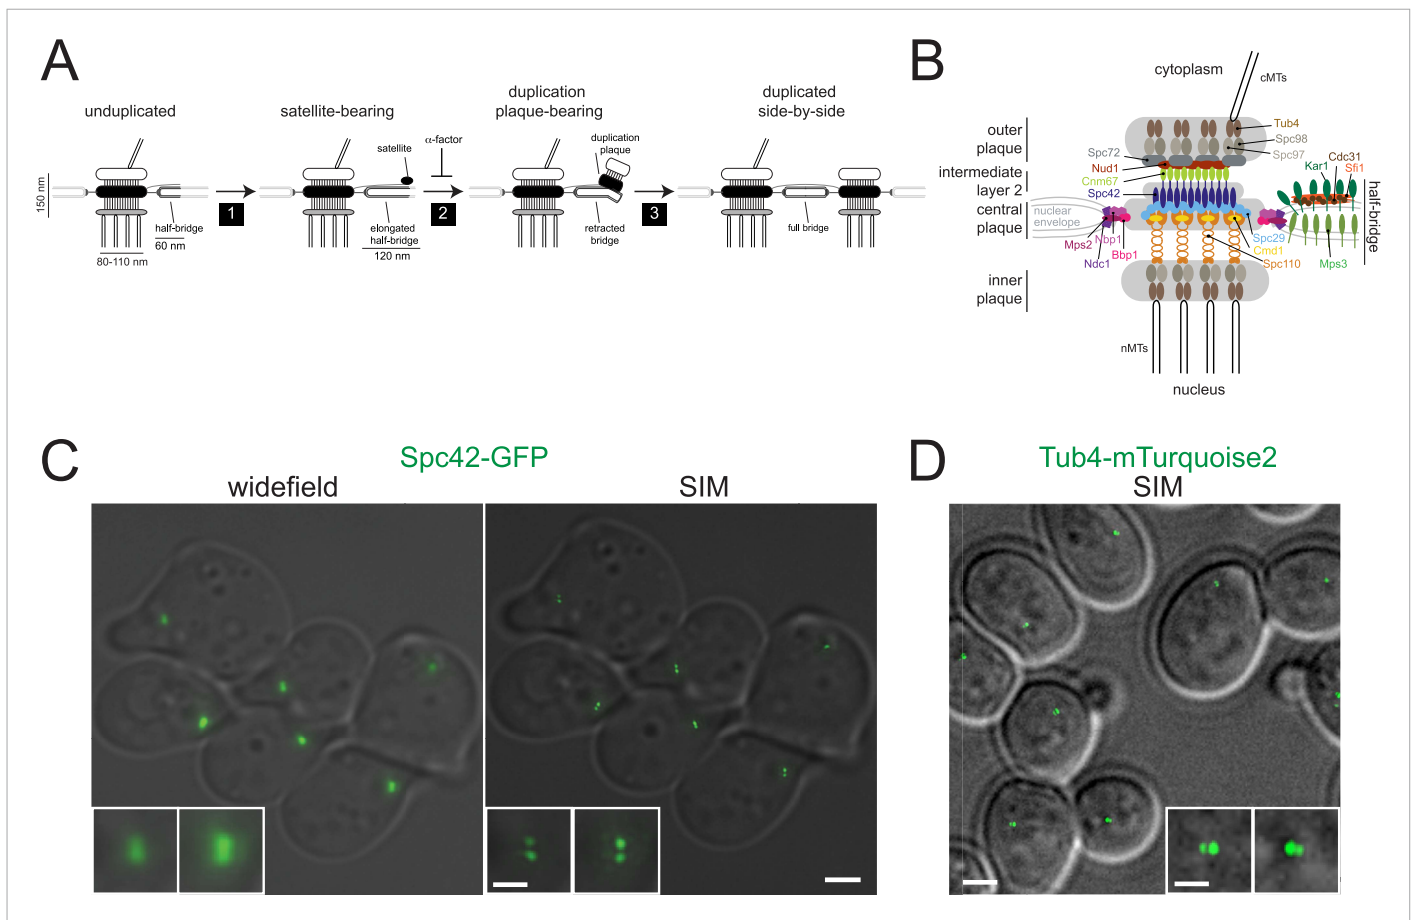 A
unduplicated
satellite-bearing
duplication
plaque-bearing
duplicated
side-by-side
α-factor
satellite
duplication
plaque
150 nm
1
2
3
half-bridge
60 nm
80-110 nm
elongated
half-bridge
120 nm
retracted
bridge
full bridge
B
cytoplasm
cMTs
outer
plaque
Tub4
Spc98
Spc97
Spc72
Nud1
Cnm67
Spc42
intermediate
layer 2
central
plaque
nuclear
envelope
Mps2
Nbp1
Bbp1
Ndc1
Kar1
Cdc31
Sfi1
half-bridge
Spc29
Cmd1
Spc110
Mps3
inner
plaque
nMTs
nucleus
C
Spc42-GFP
widefield
SIM
D
Tub4-mTurquoise2
SIM